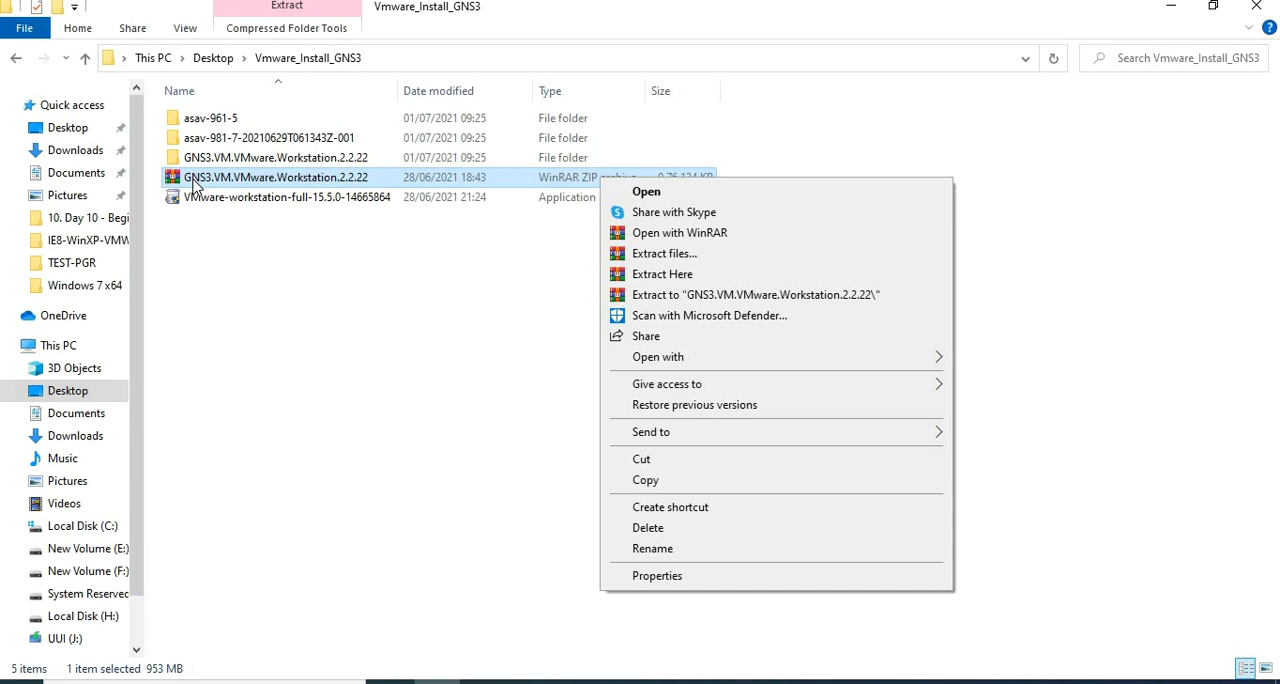 Extract
Vmware_Install_GNS3
File
Home
Share
View
Compressed Folder Tools
This PC
Desktop
Vmware_Install_GNS3
Search Vmware_Install_GNS3
Name
Date modified
Type
Size
asav-961-5 01/07/2021 09:25 File folder
asav-981-7-20210629T061343Z-001 01/07/2021 09:25 File folder
GNS3.VM.VMware.Workstation.2.2.22 01/07/2021 09:25 File folder
GNS3.VM.VMware.Workstation.2.2.22 28/06/2021 18:43 WinRAR ZIP archive
VMware-workstation-full-15.5.0-14665864 28/06/2021 21:24 Application
Quick access
Desktop
Downloads
Documents
Pictures
10. Day 10 - Begi
IE8-WinXP-VMW
TEST-PGR
Windows 7 x64
OneDrive
This PC
3D Objects
Desktop
Documents
Downloads
Music
Pictures
Videos
Local Disk (C:)
New Volume (E:)
New Volume (F:)
System Reserved
Local Disk (H:)
UUI (J:)
Open
Share with Skype
Open with WinRAR
Extract files...
Extract Here
Extract to "GNS3.VM.VMware.Workstation.2.2.22\"
Scan with Microsoft Defender...
Share
Open with
Give access to
Restore previous versions
Send to
Cut
Copy
Create shortcut
Delete
Rename
Properties
5 items 1 item selected 953 MB